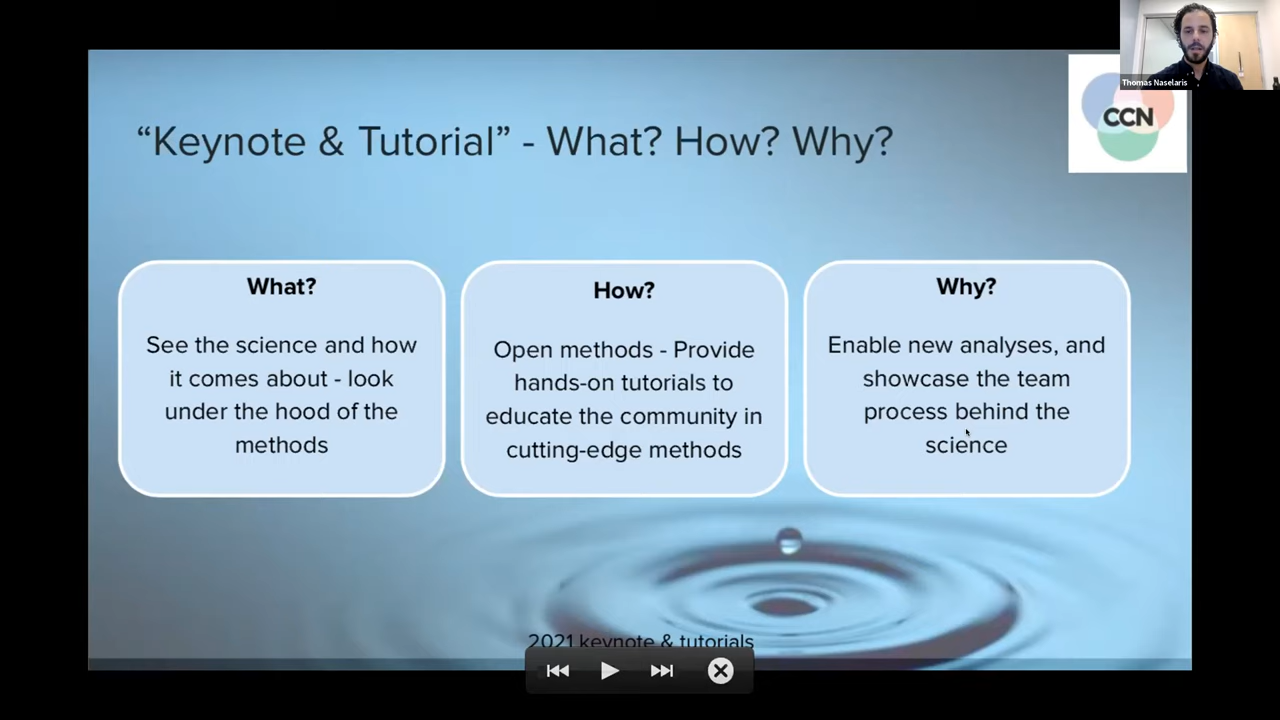 Thomas Naselaris
CCN
“Keynote & Tutorial” - What? How? Why?
What?
See the science and how
it comes about - look
under the hood of the
methods
How?
Open methods - Provide
hands-on tutorials to
educate the community in
cutting-edge methods
Why?
Enable new analyses, and
showcase the team
process behind the
science
2021 keynote & tutorials